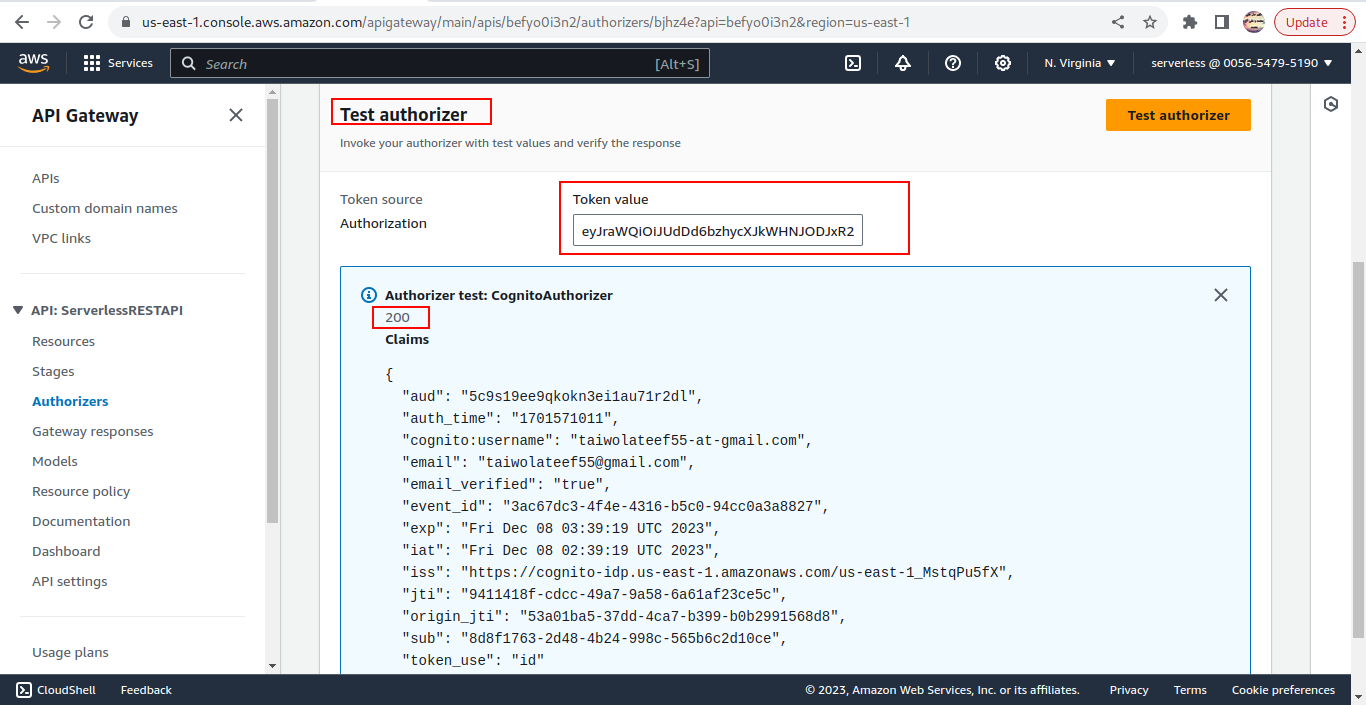 us-east-1.console.aws.amazon.com/apigateway/main/apis/befyo0i3n2/authorizers/bjhz4e?api=befyo0i3n2&region=us-east-1
Update
aws
Services
Search
[Alt+S]
N. Virginia
serverless @ 0056-5479-5190
API Gateway
APIs
Custom domain names
VPC links
API: ServerlessRESTAPI
Resources
Stages
Authorizers
Gateway responses
Models
Resource policy
Documentation
Dashboard
API settings
Usage plans
Test authorizer
Test authorizer
Invoke your authorizer with test values and verify the response
Token source
Authorization
Token value
eyJraWQiOiJUdDd6bzhycXJkWHNJODJxR2
Authorizer test: CognitoAuthorizer
200
Claims
{
"aud": "5c9s19ee9qkokn3ei1au71r2dl",
"auth_time": "1701571011",
"cognito:username": "taiwolateef55-at-gmail.com",
"email": "taiwolateef55@gmail.com",
"email_verified": "true",
"event_id": "3ac67dc3-4f4e-4316-b5c0-94cc0a3a8827",
"exp": "Fri Dec 08 03:39:19 UTC 2023",
"iat": "Fri Dec 08 02:39:19 UTC 2023",
"iss": "https://cognito-idp.us-east-1.amazonaws.com/us-east-1_MstqPu5fX",
"jti": "9411418f-cdcc-49a7-9a58-6a61af23ce5c",
"origin_jti": "53a01ba5-37dd-4ca7-b399-b0b2991568d8",
"sub": "8d8f1763-2d48-4b24-998c-565b6c2d10ce",
"token_use": "id"
CloudShell
Feedback
© 2023, Amazon Web Services, Inc. or its affiliates.
Privacy
Terms
Cookie preferences